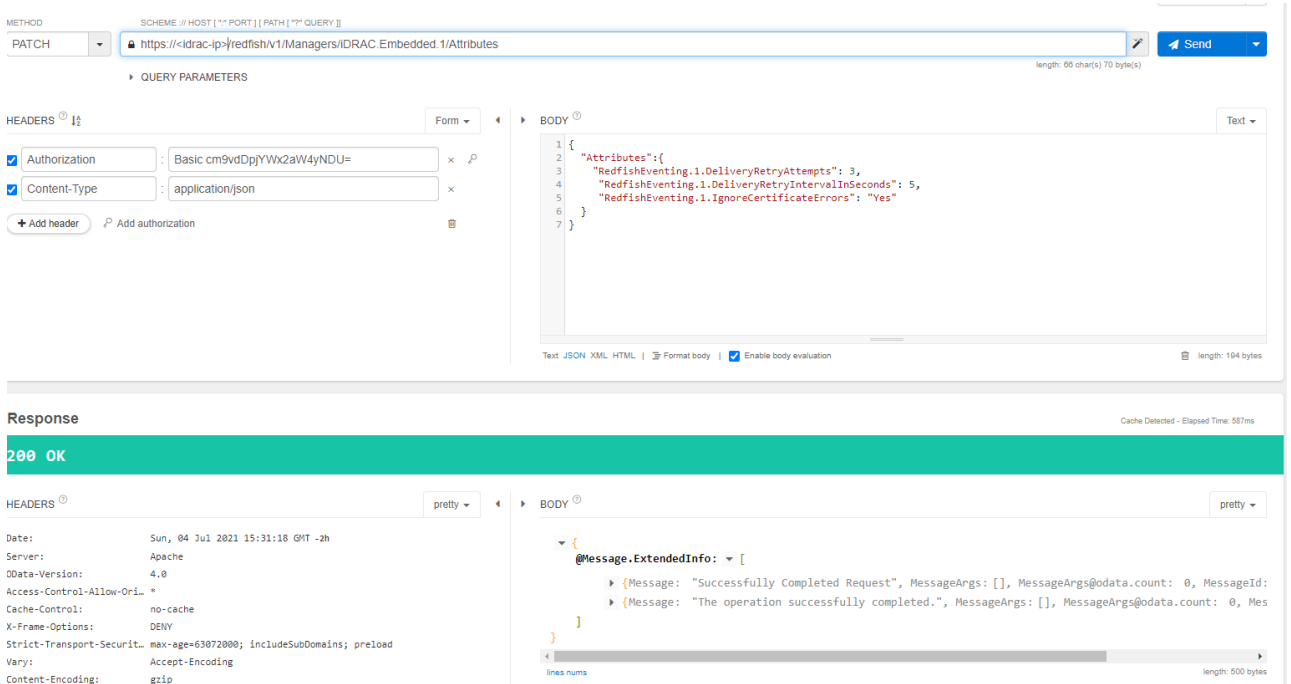 METHOD
SCHEME :// HOST [ ":" PORT ] [ PATH [ "?" QUERY ]]
PATCH
https://<idrac-ip>/redfish/v1/Managers/iDRAC.Embedded.1/Attributes
Send
length: 66 char(s) 70 byte(s)
QUERY PARAMETERS
HEADERS
Form
Authorization : Basic cm9vdDpjYWx2aW4yNDU=
Content-Type : application/json
+ Add header
Add authorization
BODY
Text
1 {
2 "Attributes":{
3 "RedfishEventing.1.DeliveryRetryAttempts": 3,
4 "RedfishEventing.1.DeliveryRetryIntervalInSeconds": 5,
5 "RedfishEventing.1.IgnoreCertificateErrors": "Yes"
6 }
7 }
Text JSON XML HTML | Format body | Enable body evaluation
length: 194 bytes
Response
Cache Detected - Elapsed Time: 587ms
200 OK
HEADERS
pretty
Date: Sun, 04 Jul 2021 15:31:18 GMT -2h
Server: Apache
OData-Version: 4.0
Access-Control-Allow-Ori… *
Cache-Control: no-cache
X-Frame-Options: DENY
Strict-Transport-Securit… max-age=63072000; includeSubDomains; preload
Vary: Accept-Encoding
Content-Encoding: gzip
BODY
pretty
{
@Message.ExtendedInfo: [
{Message: "Successfully Completed Request", MessageArgs: [], MessageArgs@odata.count: 0, MessageId:
{Message: "The operation successfully completed.", MessageArgs: [], MessageArgs@odata.count: 0, Mes
]
}
lines nums
length: 500 bytes